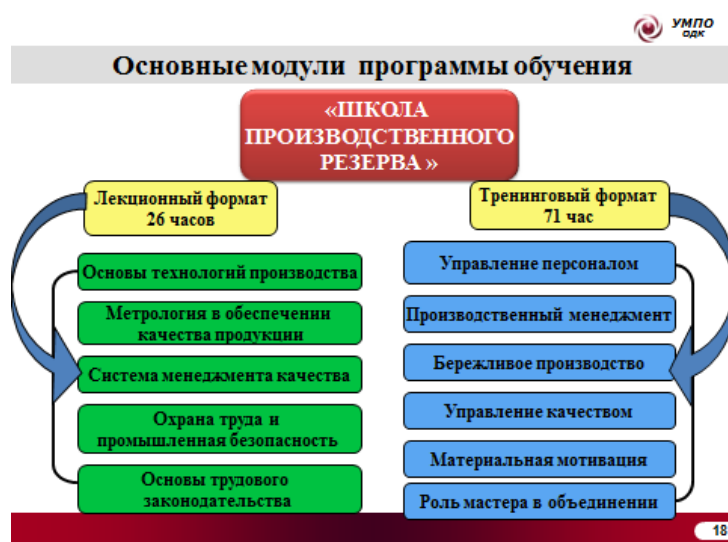 УМПО
ОДК
Основные модули программы обучения
«ШКОЛА
ПРОИЗВОДСТВЕННОГО
РЕЗЕРВА »
Лекционный формат
26 часов
Основы технологий производства
Метрология в обеспечении
качества продукции
Система менеджмента качества
Охрана труда и
промышленная безопасность
Основы трудового
законодательства
Тренинговый формат
71 час
Управление персоналом
Производственный менеджмент
Бережливое производство
Управление качеством
Материальная мотивация
Роль мастера в объединении
18